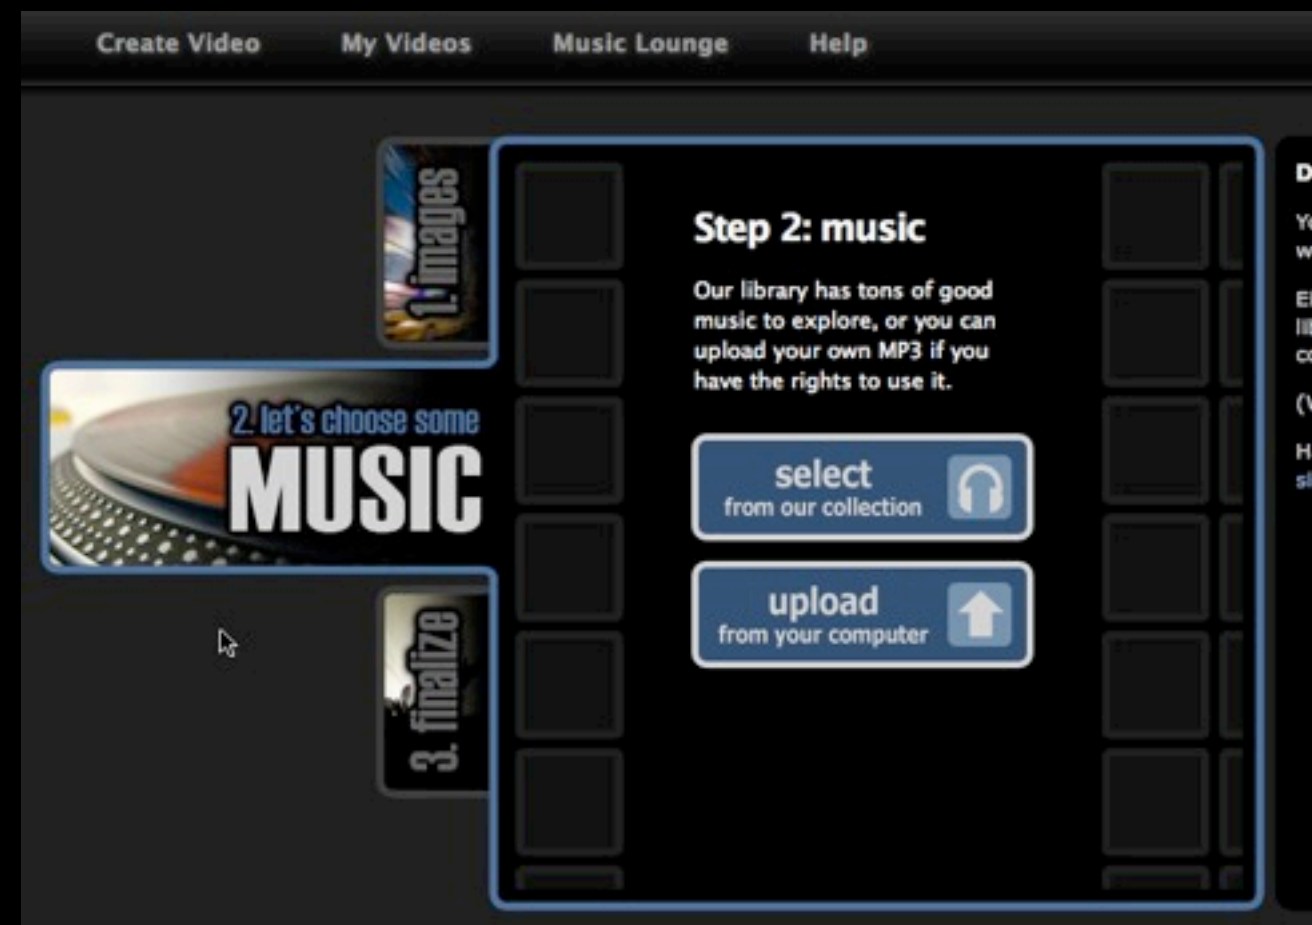 Create Video My Videos Music Lounge Help
1. images
2. let's choose some
MUSIC
3. finalize
Step 2: music
Our library has tons of good
music to explore, or you can
upload your own MP3 if you
have the rights to use it.
select
from our collection
upload
from your computer